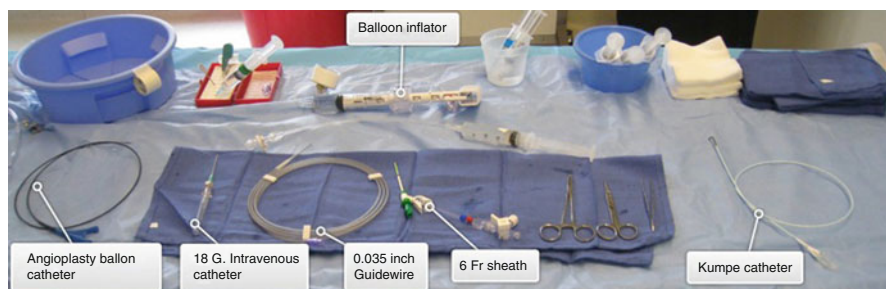 Balloon inflator
Angioplasty ballon
catheter
18 G. Intravenous
catheter
0.035 inch
Guidewire
6 Fr sheath
Kumpe catheter